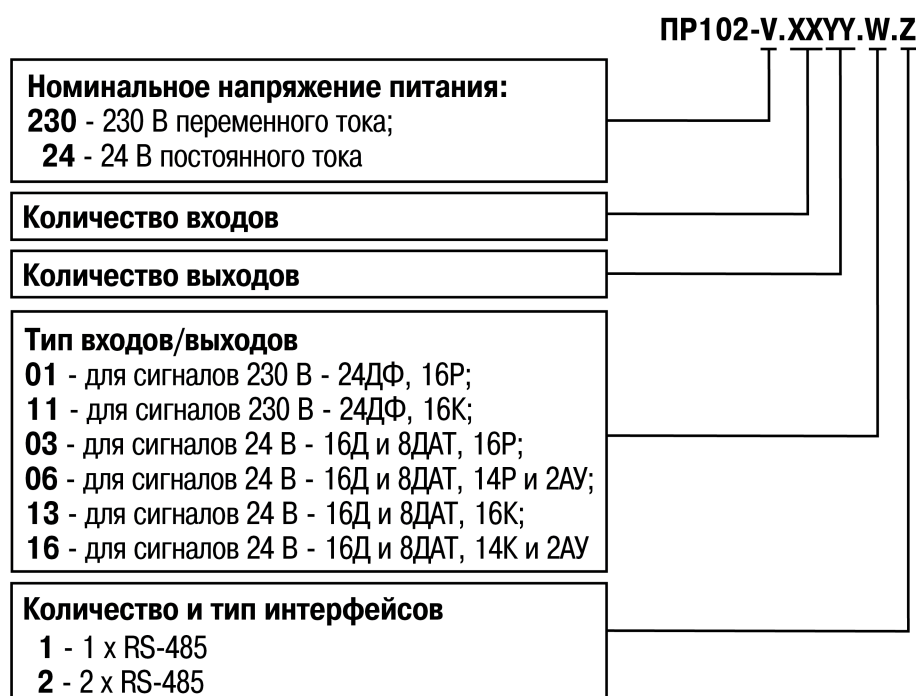 ПР102-V.XXYY.W.Z
Номинальное напряжение питания:
230 - 230 В переменного тока;
24 - 24 В постоянного тока
Количество входов
Количество выходов
Тип входов/выходов
01 - для сигналов 230 В - 24ДФ, 16Р;
11 - для сигналов 230 В - 24ДФ, 16К;
03 - для сигналов 24 В - 16Д и 8ДАТ, 16Р;
06 - для сигналов 24 В - 16Д и 8ДАТ, 14Р и 2АУ;
13 - для сигналов 24 В - 16Д и 8ДАТ, 16К;
16 - для сигналов 24 В - 16Д и 8ДАТ, 14К и 2АУ
Количество и тип интерфейсов
1 - 1 x RS-485
2 - 2 x RS-485